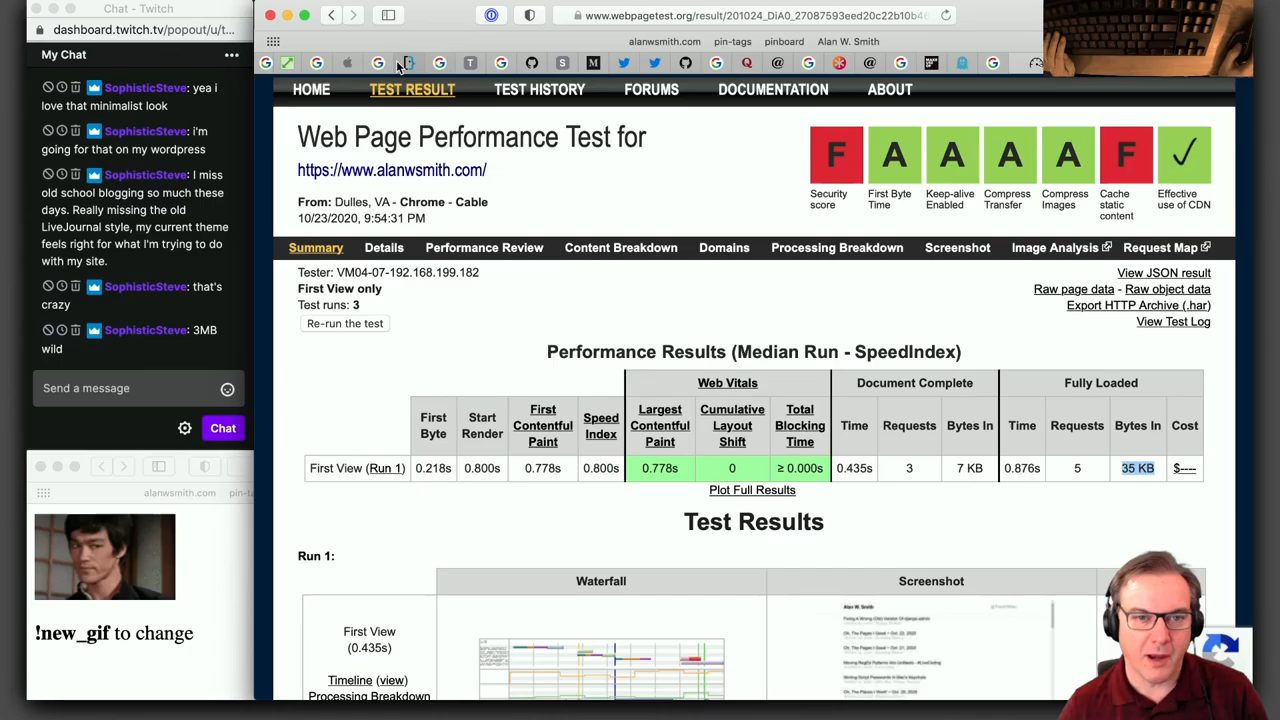 Chat - Twitch
dashboard.twitch.tv/popout/u/t...
My Chat
SophisticSteve: yea i
love that minimalist look
SophisticSteve: i'm
going for that on my wordpress
SophisticSteve: I miss
old school blogging so much these
days. Really missing the old
LiveJournal style, my current theme
feels right for what I'm trying to do
with my site.
SophisticSteve: that's
crazy
SophisticSteve: 3MB
wild
Send a message
Chat
alanwsmith.com pin-ta
!new_gif to change
www.webpagetest.org/result/201024_DiA0_27087593eed20c22b10b46
alanwsmith.com pin-tags pinboard Alan W. Smith
HOME TEST RESULT TEST HISTORY FORUMS DOCUMENTATION ABOUT
Web Page Performance Test for
https://www.alanwsmith.com/
From: Dulles, VA - Chrome - Cable
10/23/2020, 9:54:31 PM
F A A A A F ✓
Security score First Byte Time Keep-alive Enabled Compress Transfer Compress Images Cache static content Effective use of CDN
Summary Details Performance Review Content Breakdown Domains Processing Breakdown Screenshot Image Analysis Request Map
Tester: VM04-07-192.168.199.182
First View only
Test runs: 3
Re-run the test
View JSON result
Raw page data - Raw object data
Export HTTP Archive (.har)
View Test Log
Performance Results (Median Run - SpeedIndex)
Web Vitals Document Complete Fully Loaded
First Byte Start Render First Contentful Paint Speed Index Largest Contentful Paint Cumulative Layout Shift Total Blocking Time Time Requests Bytes In Time Requests Bytes In Cost
First View (Run 1) 0.218s 0.800s 0.778s 0.800s 0.778s 0 ≥ 0.000s 0.435s 3 7 KB 0.876s 5 35 KB $----
Plot Full Results
Test Results
Run 1:
Waterfall Screenshot
First View
(0.435s)
Timeline (view)
Processing Breakdown
Alan W. Smith